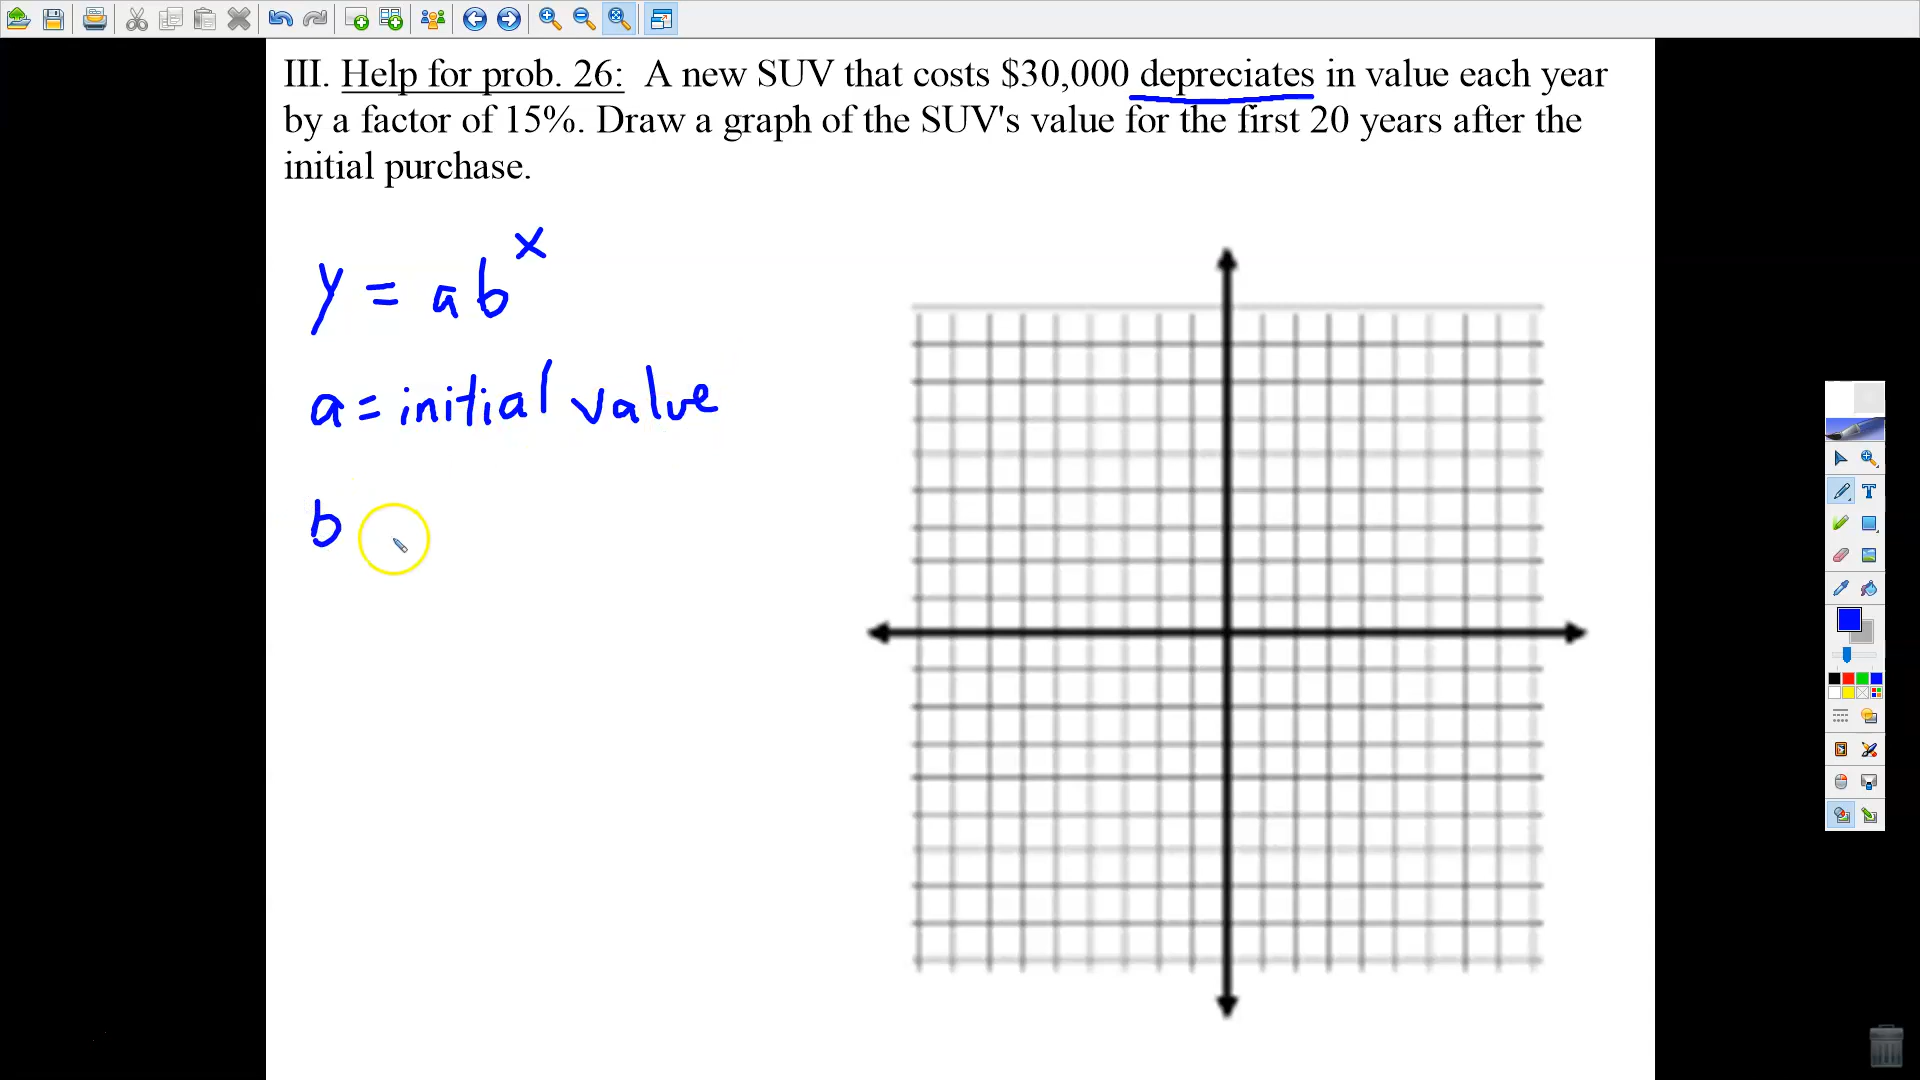 III. Help for prob. 26: A new SUV that costs $30,000 depreciates in value each year
by a factor of 15%. Draw a graph of the SUV's value for the first 20 years after the
initial purchase.
y = ab^x
a = initial value
b